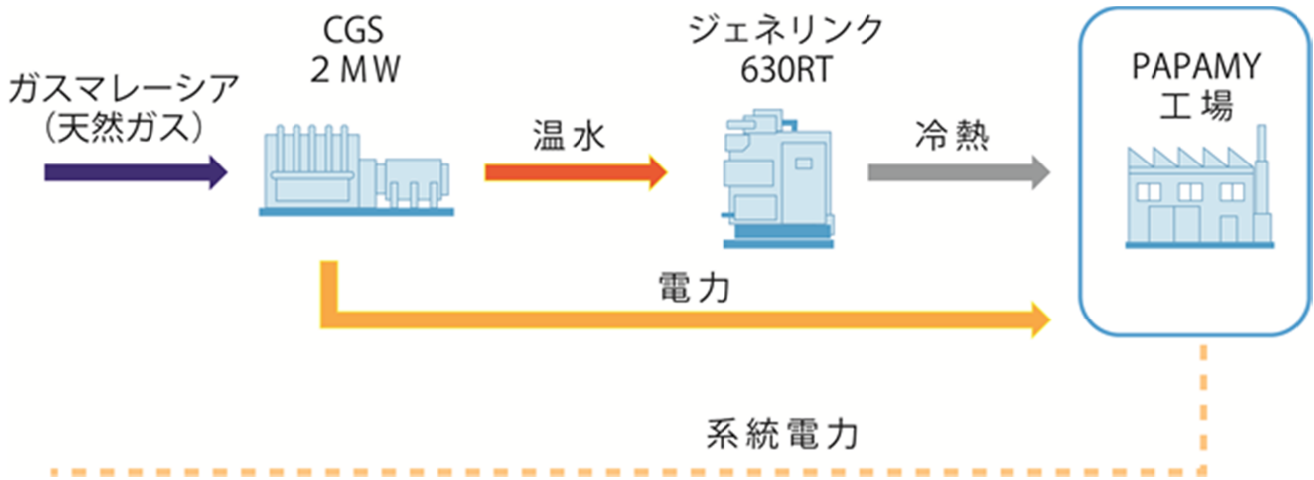 ガスマレーシア
（天然ガス）
CGS
2 MW
温水
ジェネリンク
630RT
冷熱
PAPAMY
工場
電力
系統電力